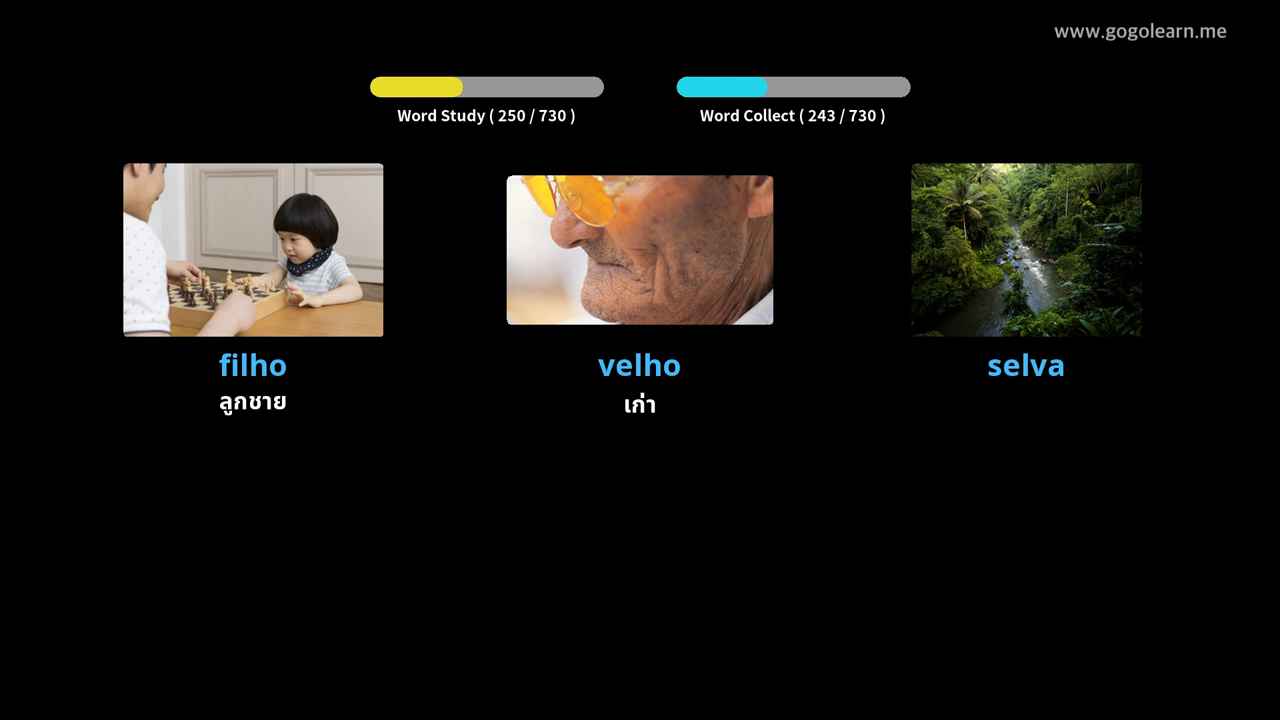 www.gogolearn.me
Word Study ( 250 / 730 )
Word Collect ( 243 / 730 )
filho
ลูกชาย
velho
เก่า
selva